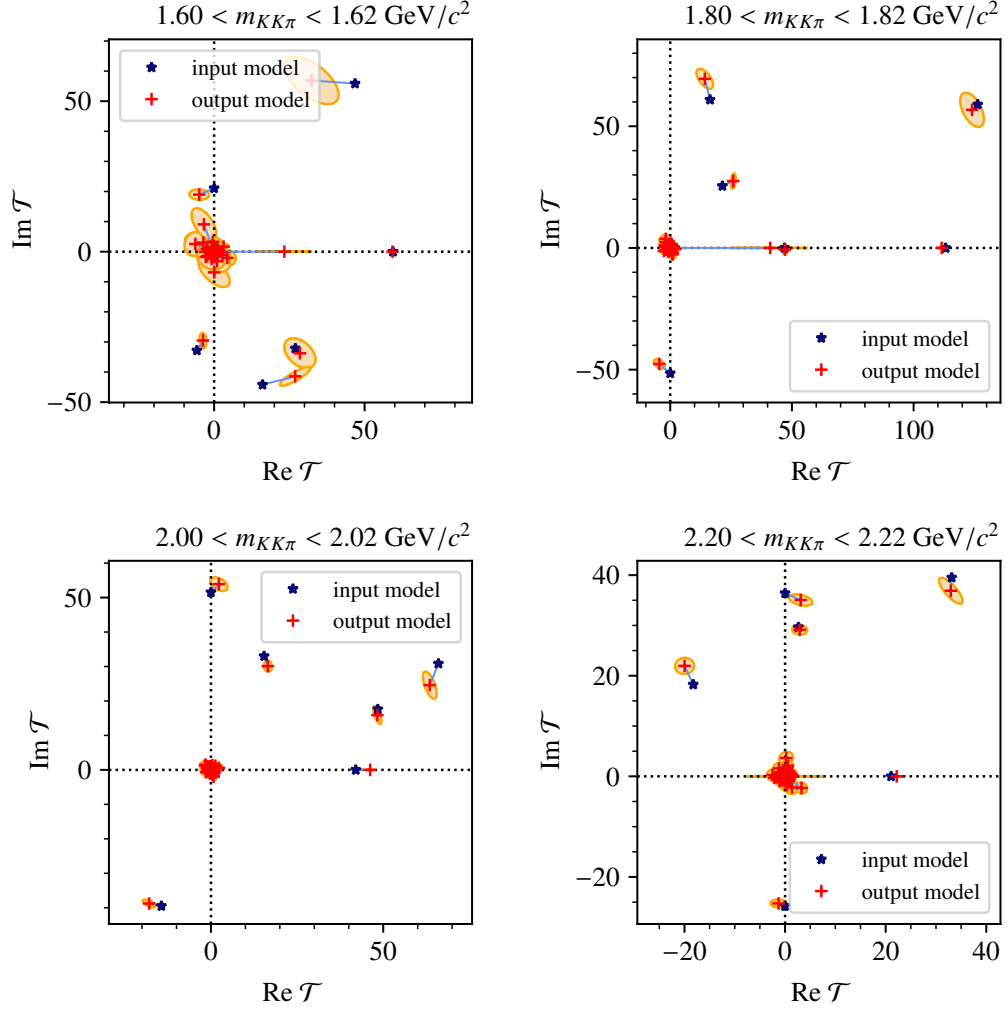 1.60 < m_{KKπ} < 1.62 GeV/c²
input model
output model
50
0
−50
0
50
Im 𝒯
Re 𝒯
1.80 < m_{KKπ} < 1.82 GeV/c²
50
0
−50
input model
output model
0
50
100
Im 𝒯
Re 𝒯
2.00 < m_{KKπ} < 2.02 GeV/c²
input model
output model
50
0
0
50
Im 𝒯
Re 𝒯
2.20 < m_{KKπ} < 2.22 GeV/c²
40
20
0
−20
input model
output model
−20
0
20
40
Im 𝒯
Re 𝒯